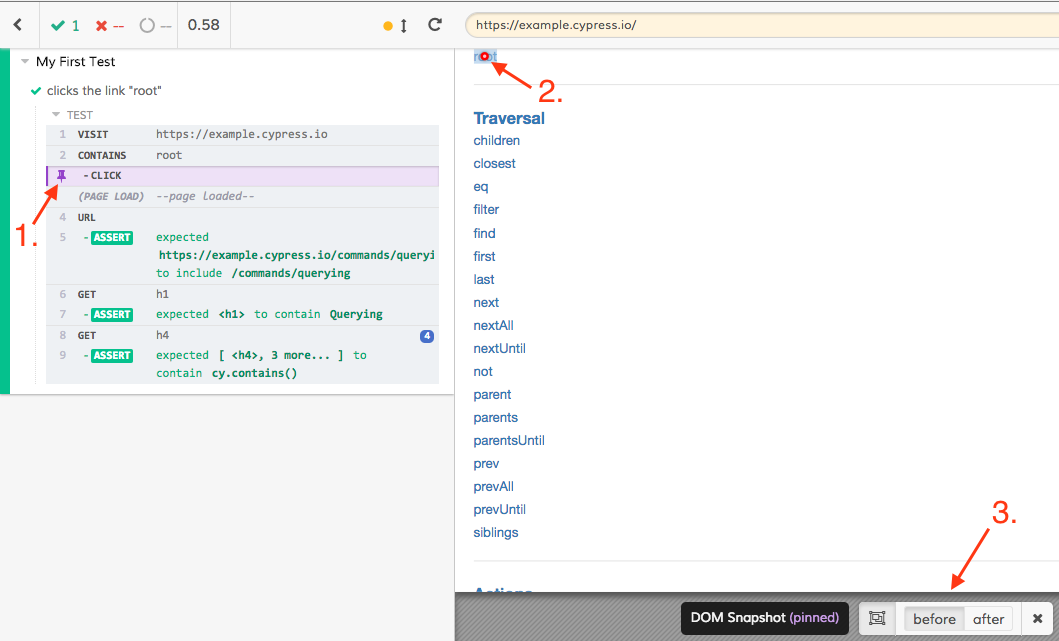 1 -- -- 0.58
https://example.cypress.io/
My First Test
clicks the link "root"
TEST
1 VISIT https://example.cypress.io
2 CONTAINS root
- CLICK
(PAGE LOAD) --page loaded--
4 URL
5 - ASSERT expected
https://example.cypress.io/commands/queryi
to include /commands/querying
6 GET h1
7 - ASSERT expected <h1> to contain Querying
8 GET h4 4
9 - ASSERT expected [ <h4>, 3 more... ] to
contain cy.contains()
1.
root
2.
Traversal
children
closest
eq
filter
find
first
last
next
nextAll
nextUntil
not
parent
parents
parentsUntil
prev
prevAll
prevUntil
siblings
3.
Actions
DOM Snapshot (pinned) before after